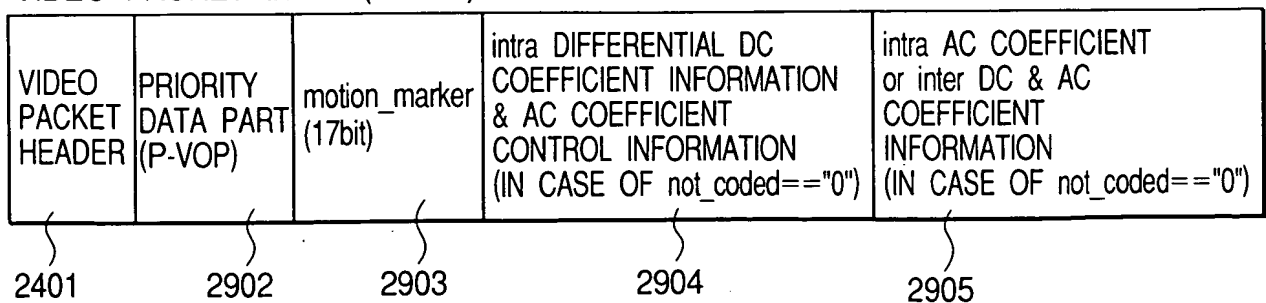 VIDEO
PACKET
HEADER
PRIORITY
DATA PART
(P-VOP)
motion_marker
(17bit)
intra DIFFERENTIAL DC
COEFFICIENT INFORMATION
& AC COEFFICIENT
CONTROL INFORMATION
(IN CASE OF not_coded=="0")
intra AC COEFFICIENT
or inter DC & AC
COEFFICIENT
INFORMATION
(IN CASE OF not_coded=="0")
2401 2902 2903 2904 2905